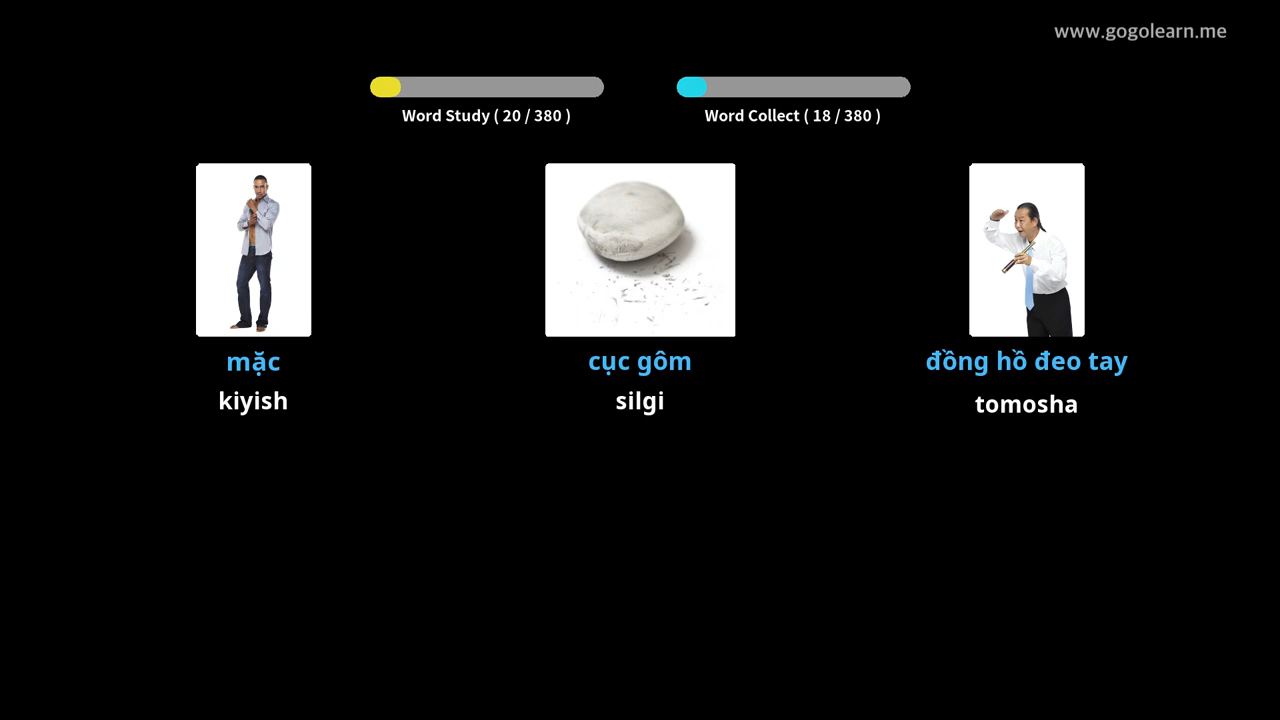 www.gogolearn.me
Word Study ( 20 / 380 )
Word Collect ( 18 / 380 )
mặc
kiyish
cục gôm
silgi
đồng hồ đeo tay
tomosha